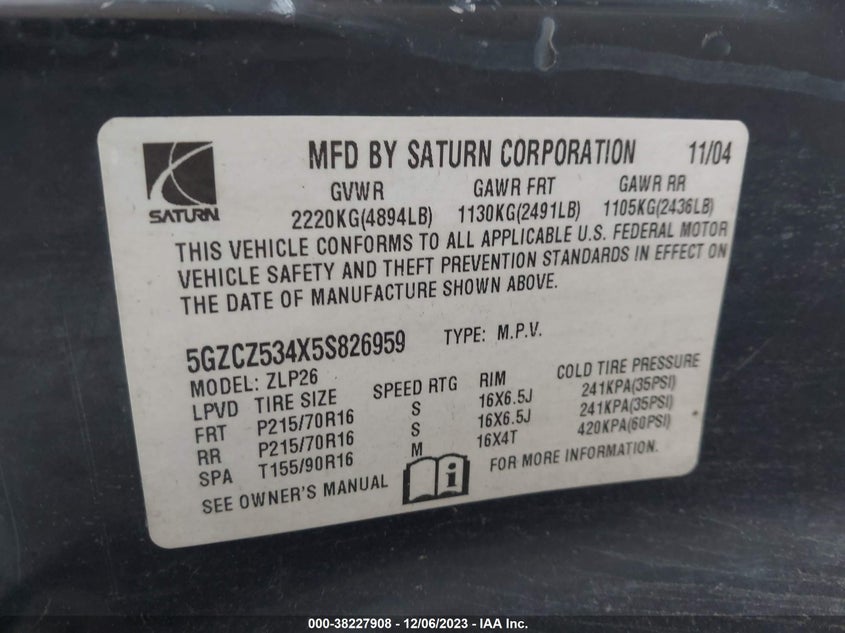 MFD BY SATURN CORPORATION 11/04
SATURN
GVWR GAWR FRT GAWR RR
2220KG(4894LB) 1130KG(2491LB) 1105KG(2436LB)
THIS VEHICLE CONFORMS TO ALL APPLICABLE U.S. FEDERAL MOTOR
VEHICLE SAFETY AND THEFT PREVENTION STANDARDS IN EFFECT ON
THE DATE OF MANUFACTURE SHOWN ABOVE.
5GZCZ534X5S826959 TYPE: M.P.V.
MODEL: ZLP26
LPVD TIRE SIZE SPEED RTG RIM COLD TIRE PRESSURE
FRT P215/70R16 S 16X6.5J 241KPA(35PSI)
RR P215/70R16 S 16X6.5J 241KPA(35PSI)
SPA T155/90R16 M 16X4T 420KPA(60PSI)
SEE OWNER'S MANUAL i FOR MORE INFORMATION.
000-38227908 - 12/06/2023 - IAA Inc.